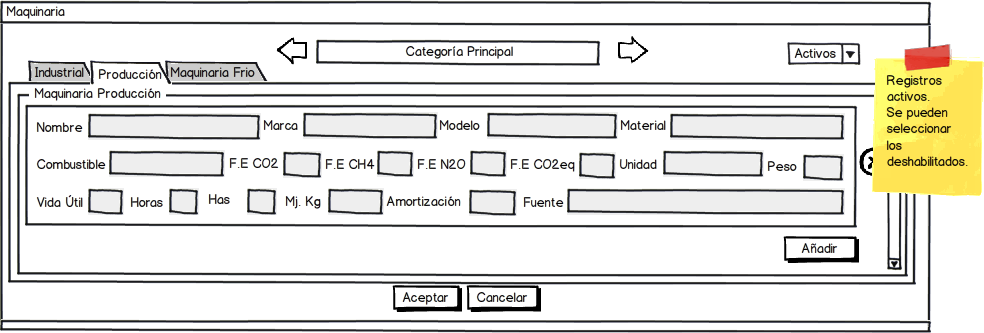 Maquinaria
Categoría Principal
Activos
Industrial
Producción
Maquinaria Frio
Maquinaria Producción
Nombre
Marca
Modelo
Material
Combustible
F.E CO2
F.E CH4
F.E N2O
F.E CO2eq
Unidad
Peso
Vida Útil
Horas
Has
Mj. Kg
Amortización
Fuente
Añadir
Aceptar
Cancelar
Registros
activos.
Se pueden
seleccionar
los
deshabilitados.